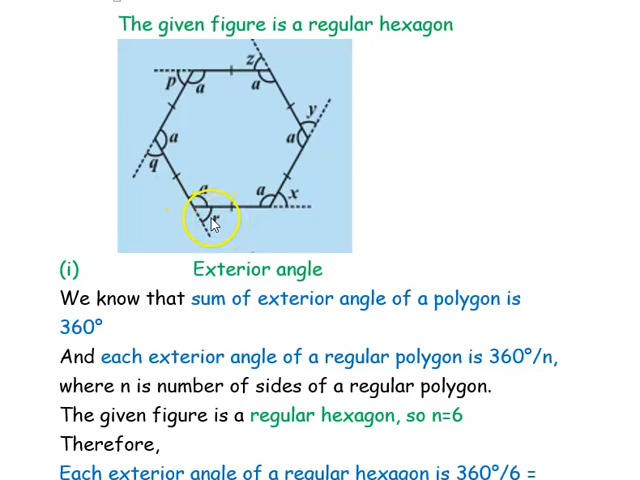 The given figure is a regular hexagon
z
p a a
y
a a
q
a a x
r
(i) Exterior angle
We know that sum of exterior angle of a polygon is
360°
And each exterior angle of a regular polygon is 360°/n,
where n is number of sides of a regular polygon.
The given figure is a regular hexagon, so n=6
Therefore,
Each exterior angle of a regular hexagon is 360°/6 =